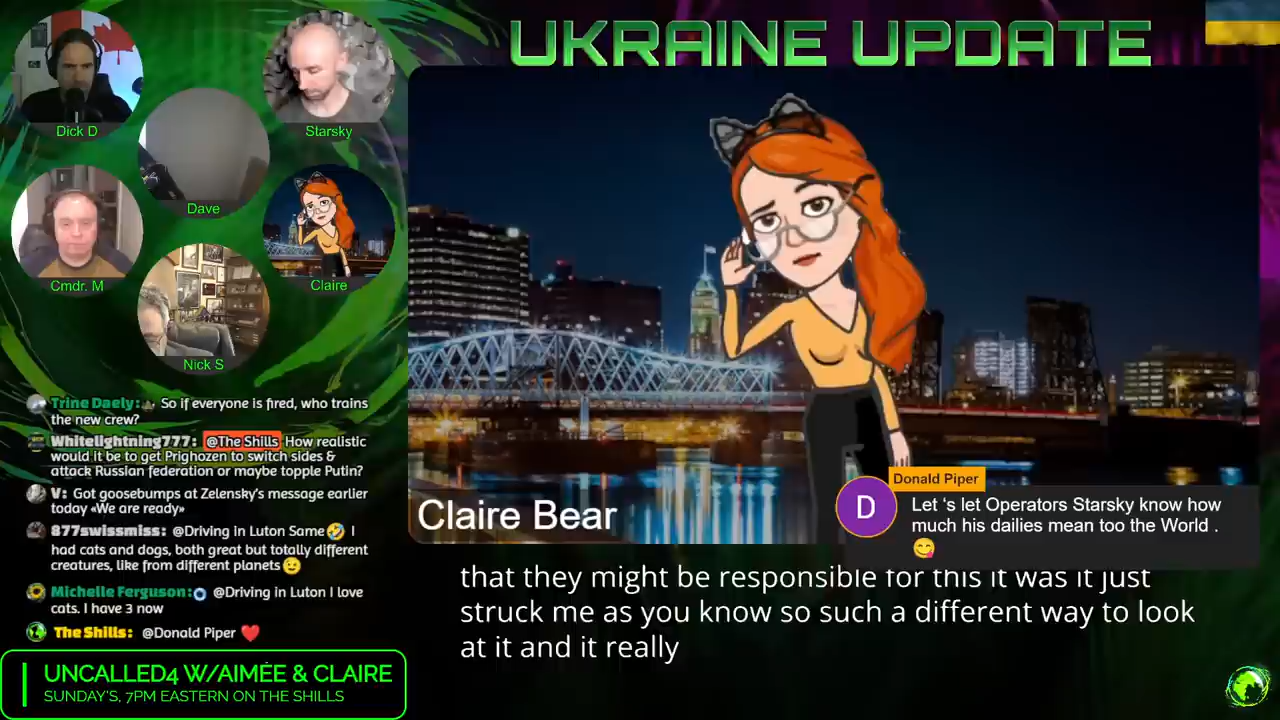 UKRAINE UPDATE
Dick D
Starsky
Dave
Cmdr. M
Claire
Nick S
Trine Daely: So if everyone is fired, who trains
the new crew?
Whitelightning777: @The Shills How realistic
would it be to get Prighozen to switch sides &
attack Russian federation or maybe topple Putin?
V: Got goosebumps at Zelensky's message earlier
today «We are ready»
877swissmiss: @Driving in Luton Same🤣 I
had cats and dogs, both great but totally different
creatures, like from different planets😉
Michelle Ferguson: @Driving in Luton I love
cats. I have 3 now
The Shills: @Donald Piper ❤️
UNCALLED4 W/AIMÉE & CLAIRE
SUNDAY'S, 7PM EASTERN ON THE SHILLS
Claire Bear
Donald Piper
D
Let 's let Operators Starsky know how
much his dailies mean too the World .
😋
that they might be responsible for this it was it just
struck me as you know so such a different way to look
at it and it really